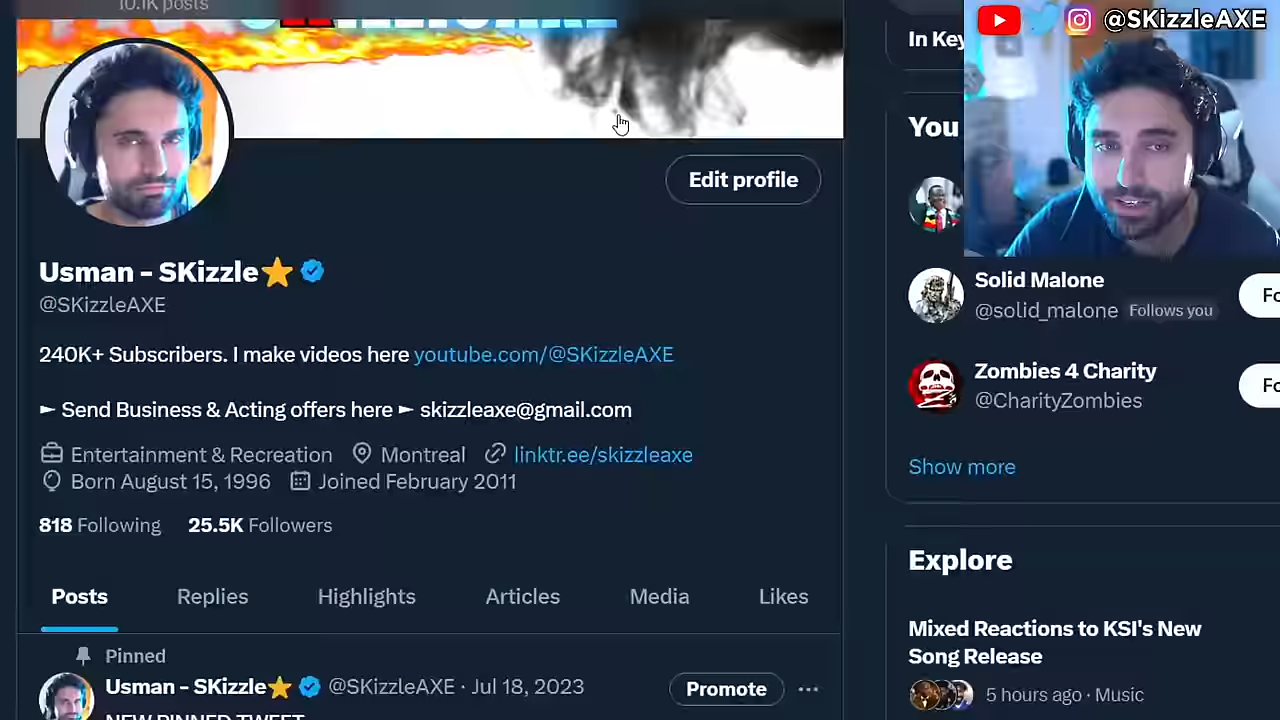 10.1K posts
Edit profile
Usman - SKizzle⭐
@SKizzleAXE
240K+ Subscribers. I make videos here youtube.com/@SKizzleAXE
► Send Business & Acting offers here ► skizzleaxe@gmail.com
Entertainment & Recreation Montreal linktr.ee/skizzleaxe
Born August 15, 1996 Joined February 2011
818 Following 25.5K Followers
Posts Replies Highlights Articles Media Likes
Pinned
Usman - SKizzle⭐ @SKizzleAXE · Jul 18, 2023
Promote
NEW PINNED TWEET
@SKizzleAXE
In Key
You
Solid Malone
@solid_malone Follows you
Fo
Zombies 4 Charity
@CharityZombies
Fo
Show more
Explore
Mixed Reactions to KSI's New
Song Release
5 hours ago · Music